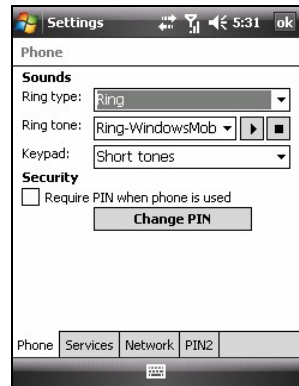 Settings 5:31 ok
Phone
Sounds
Ring type: Ring
Ring tone: Ring-WindowsMob
Keypad: Short tones
Security
Require PIN when phone is used
Change PIN
Phone Services Network PIN2